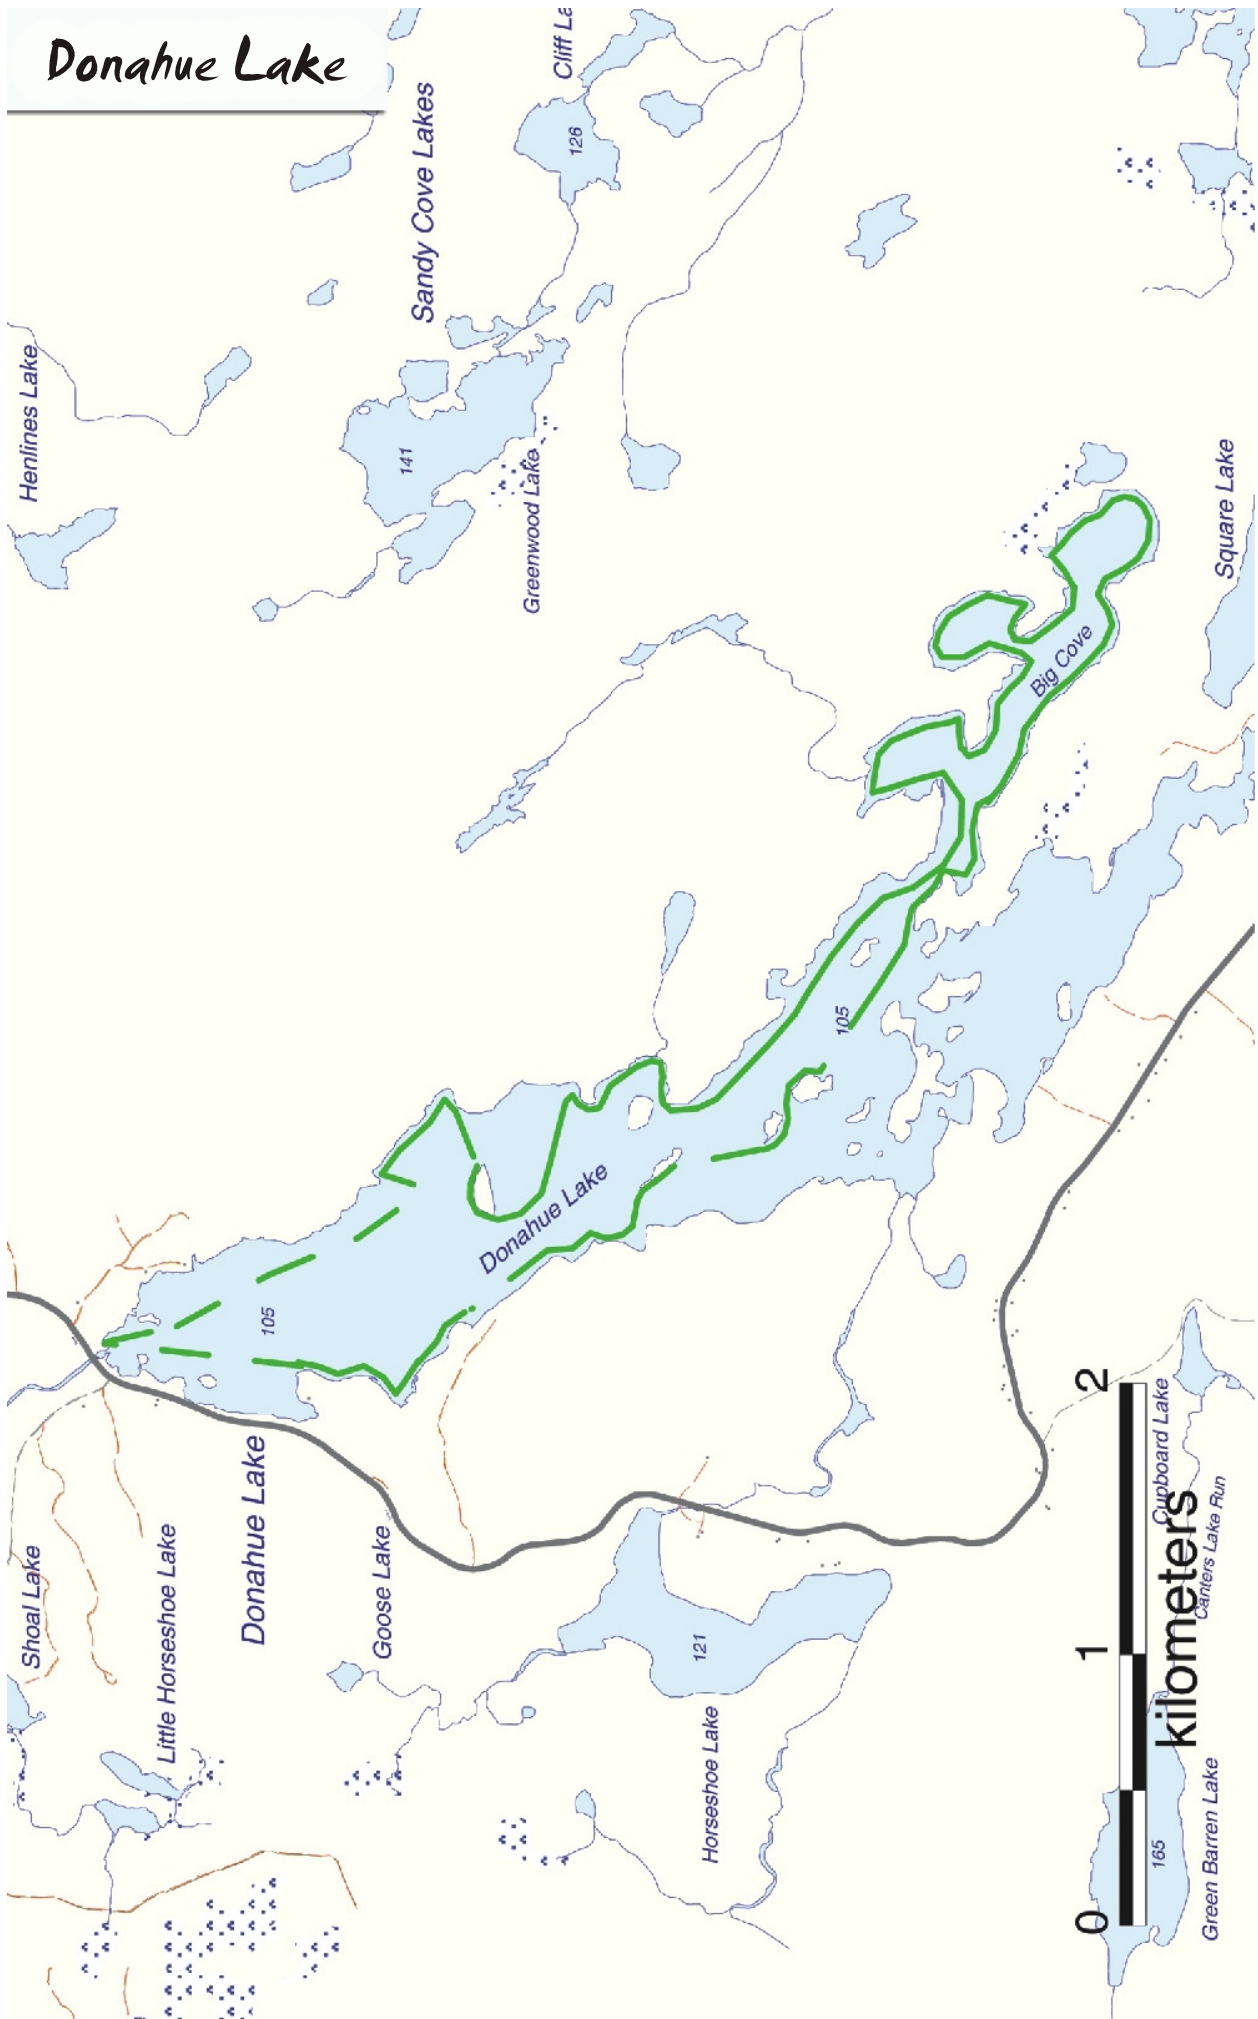 Donahue Lake
Cliff La
Sandy Cove Lakes
126
Henlines Lake
141
Greenwood Lake
Square Lake
Big Cove
105
Donahue Lake
105
Donahue Lake
Goose Lake
Shoal Lake
Little Horseshoe Lake
121
Horseshoe Lake
Cupboard Lake
Canters Lake Run
165
Green Barren Lake
0
1
2
kilometers